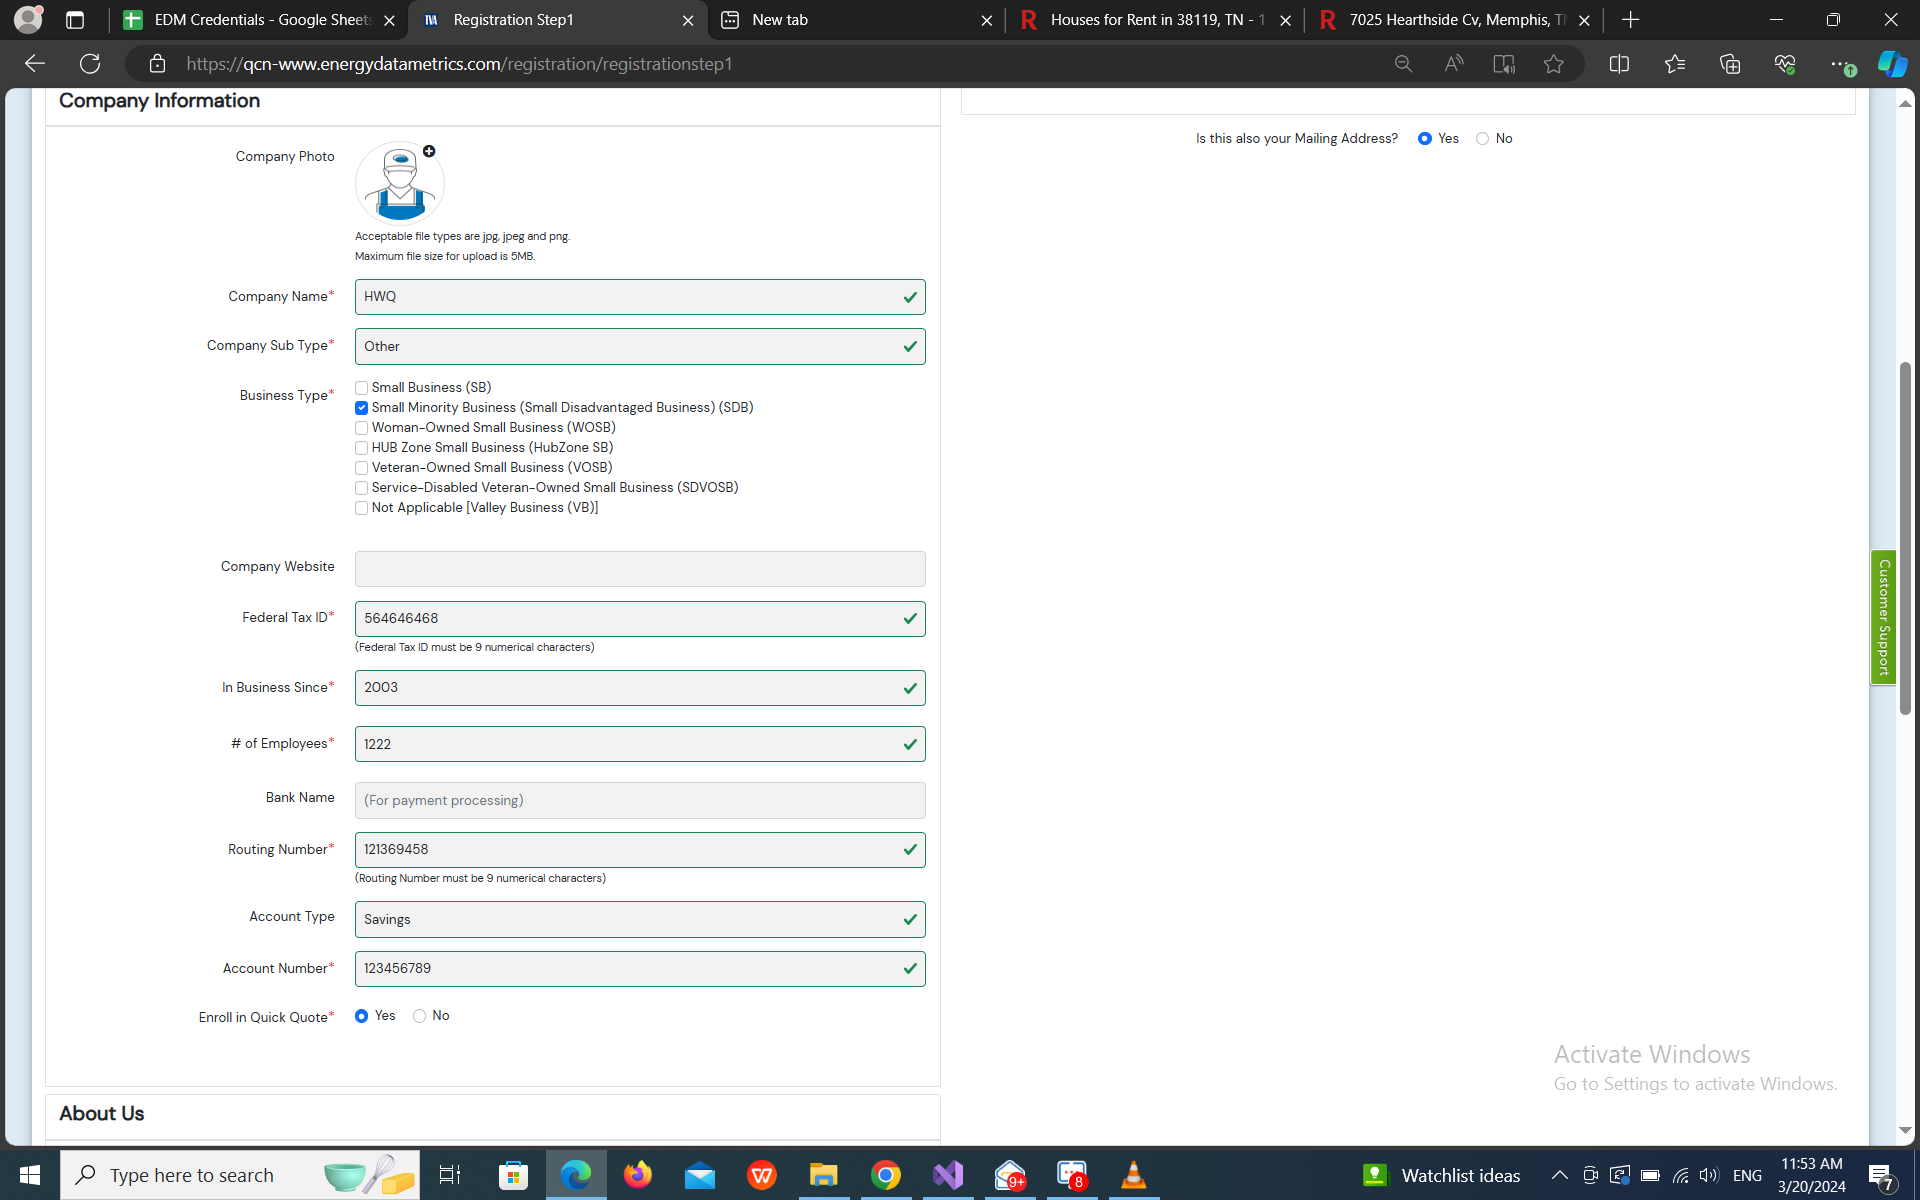 EDM Credentials - Google Sheets
Registration Step1
New tab
Houses for Rent in 38119, TN - 1
7025 Hearthside Cv, Memphis, T
https://qcn-www.energydatametrics.com/registration/registrationstep1
Company Information
Is this also your Mailing Address? Yes No
Company Photo
Acceptable file types are jpg, jpeg and png.
Maximum file size for upload is 5MB.
Company Name* HWQ
Company Sub Type* Other
Business Type*
Small Business (SB)
Small Minority Business (Small Disadvantaged Business) (SDB)
Woman-Owned Small Business (WOSB)
HUB Zone Small Business (HubZone SB)
Veteran-Owned Small Business (VOSB)
Service-Disabled Veteran-Owned Small Business (SDVOSB)
Not Applicable [Valley Business (VB)]
Company Website
Federal Tax ID* 564646468
(Federal Tax ID must be 9 numerical characters)
In Business Since* 2003
# of Employees* 1222
Bank Name (For payment processing)
Routing Number* 121369458
(Routing Number must be 9 numerical characters)
Account Type Savings
Account Number* 123456789
Enroll in Quick Quote* Yes No
Customer Support
About Us
Activate Windows
Go to Settings to activate Windows.
Type here to search
9+
8
Watchlist ideas
ENG
11:53 AM
3/20/2024
7